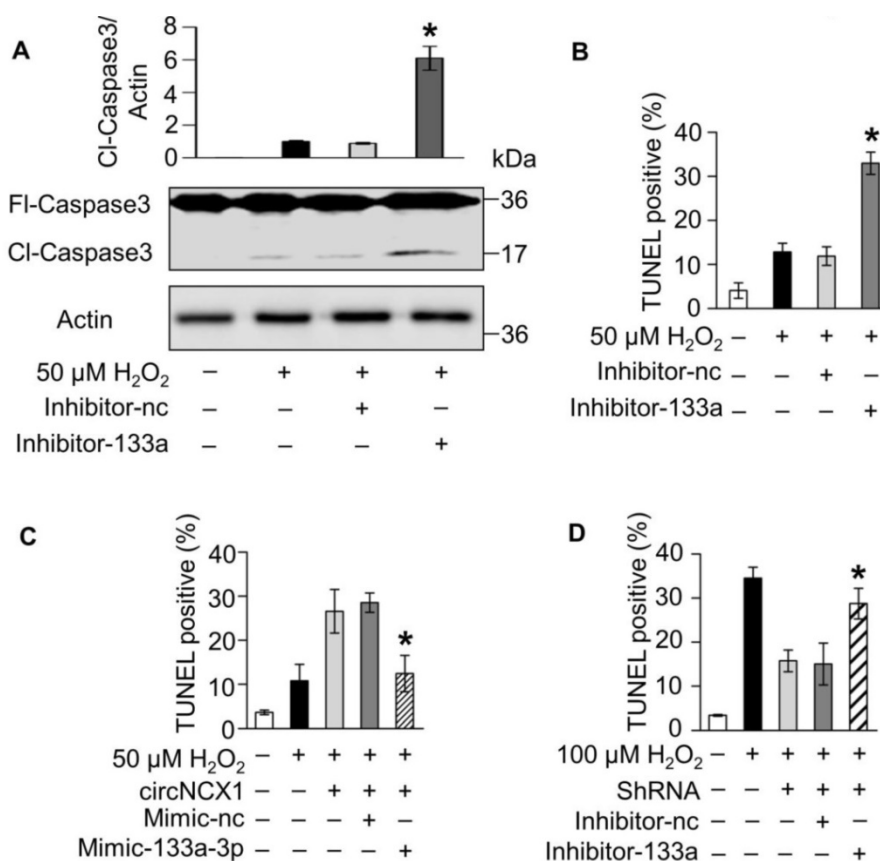 A
Cl-Caspase3/
Actin
8
6
4
2
0
*
kDa
Fl-Caspase3
36
Cl-Caspase3
17
Actin
36
50 µM H₂O₂ – + + +
Inhibitor-nc – – + –
Inhibitor-133a – – – +
B
TUNEL positive (%)
40
30
20
10
0
*
50 µM H₂O₂ – + + +
Inhibitor-nc – – + –
Inhibitor-133a – – – +
C
TUNEL positive (%)
40
30
20
10
0
*
50 µM H₂O₂ – + + + +
circNCX1 – – + + +
Mimic-nc – – – + –
Mimic-133a-3p – – – – +
D
TUNEL positive (%)
40
30
20
10
0
*
100 µM H₂O₂ – + + + +
ShRNA – – + + +
Inhibitor-nc – – – + –
Inhibitor-133a – – – – +